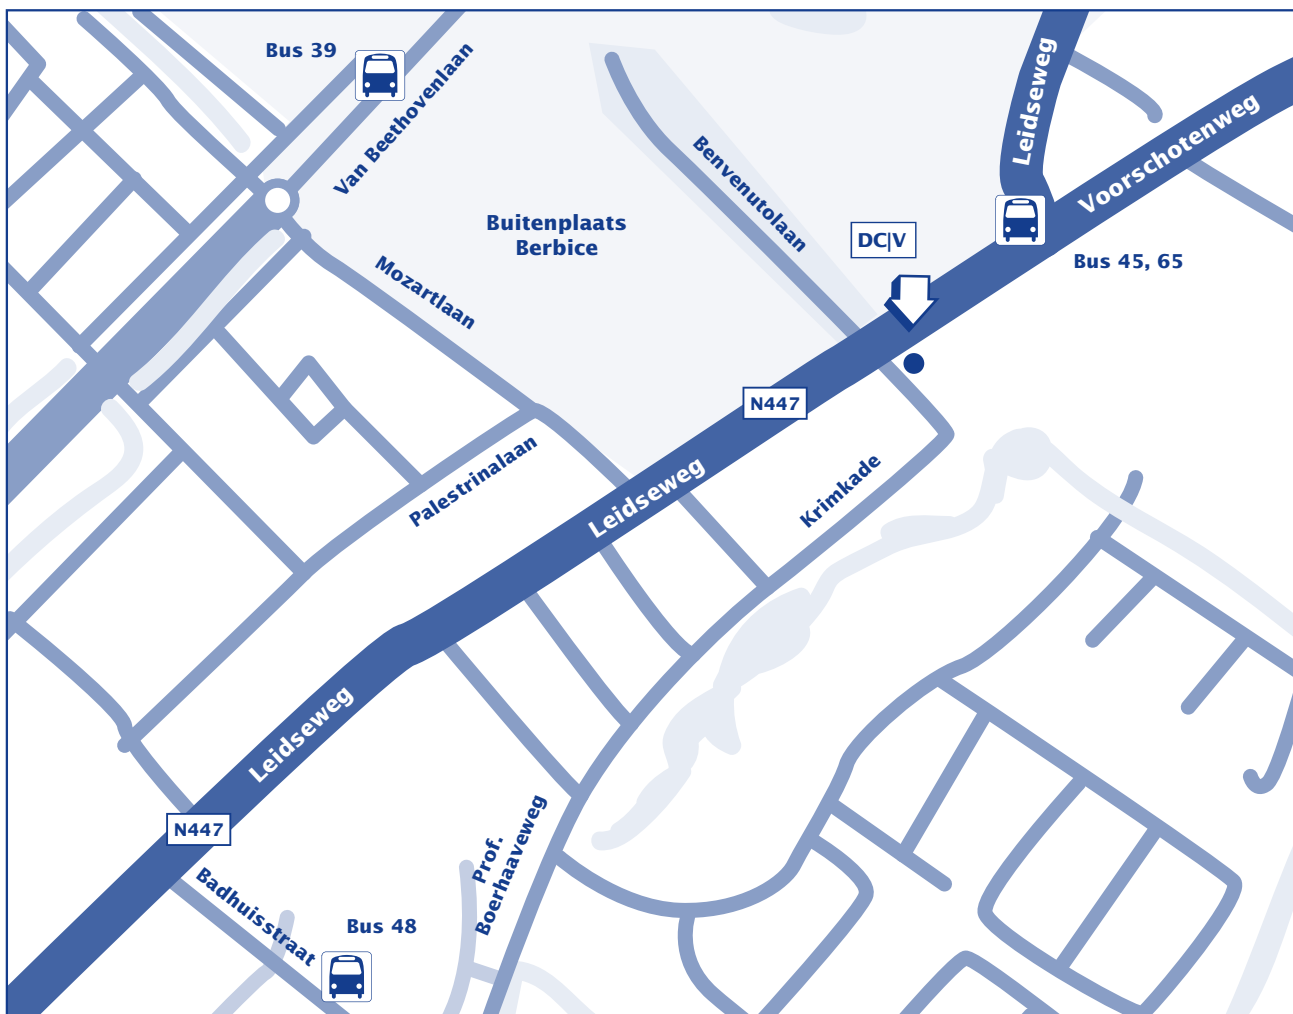 Bus 39
Van Beethovenlaan
Leidseweg
Voorschotenweg
Benvenutolaan
Buitenplaats
Berbice
DC|V
Bus 45, 65
Mozartlaan
N447
Palestrinalaan
Leidseweg
Krimkade
Leidseweg
N447
Prof.
Boerhaaveweg
Badhuisstraat
Bus 48